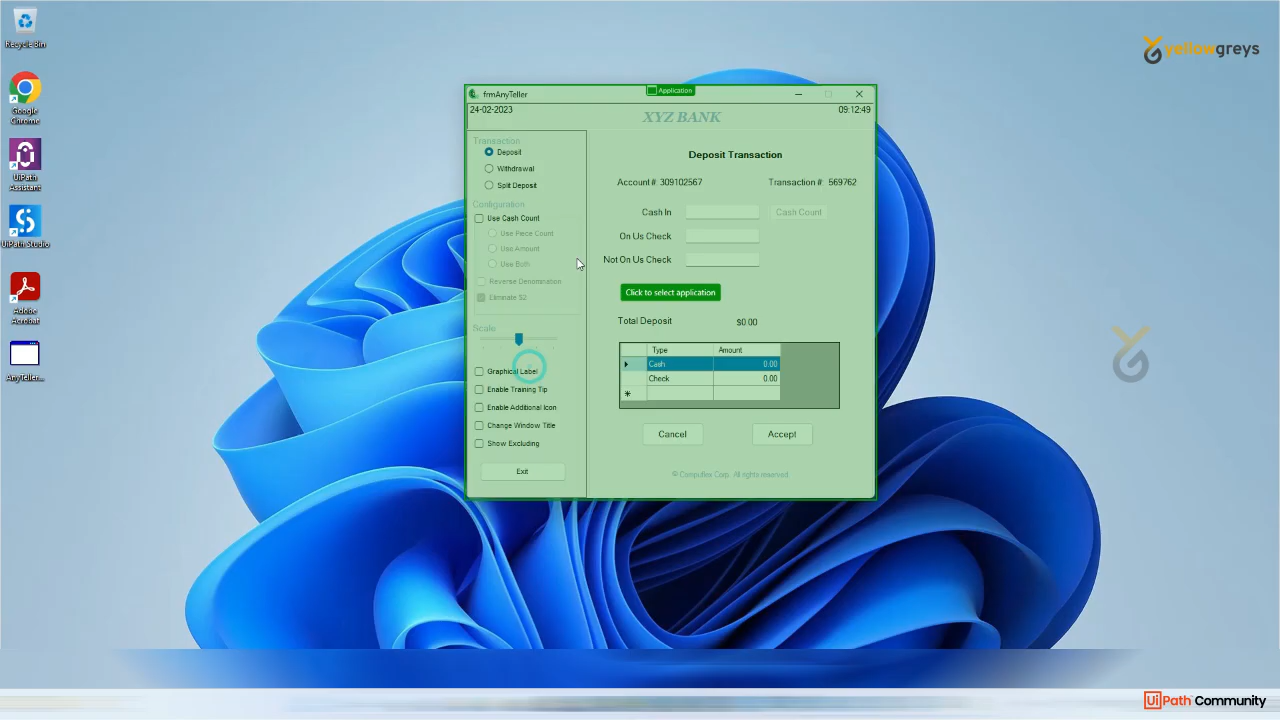 Recycle Bin
Google
Chrome
UiPath
Assistant
UiPath Studio
Adobe
Acrobat
AnyTeller...
yellowgreys
frmAnyTeller
Application
24-02-2023
XYZ BANK
09:12:49
Transaction
Deposit
Withdrawal
Split Deposit
Configuration
Use Cash Count
Use Piece Count
Use Amount
Use Both
Reverse Denomination
Eliminate $2
Scale
Graphical Label
Enable Training Tip
Enable Additional Icon
Change Window Title
Show Excluding
Exit
Deposit Transaction
Account #: 309102567
Transaction #: 569762
Cash In
Cash Count
On Us Check
Not On Us Check
Click to select application
Total Deposit
$0.00
Type Amount
Cash 0.00
Check 0.00
Cancel
Accept
© Compuflex Corp. All rights reserved.
UiPath Community